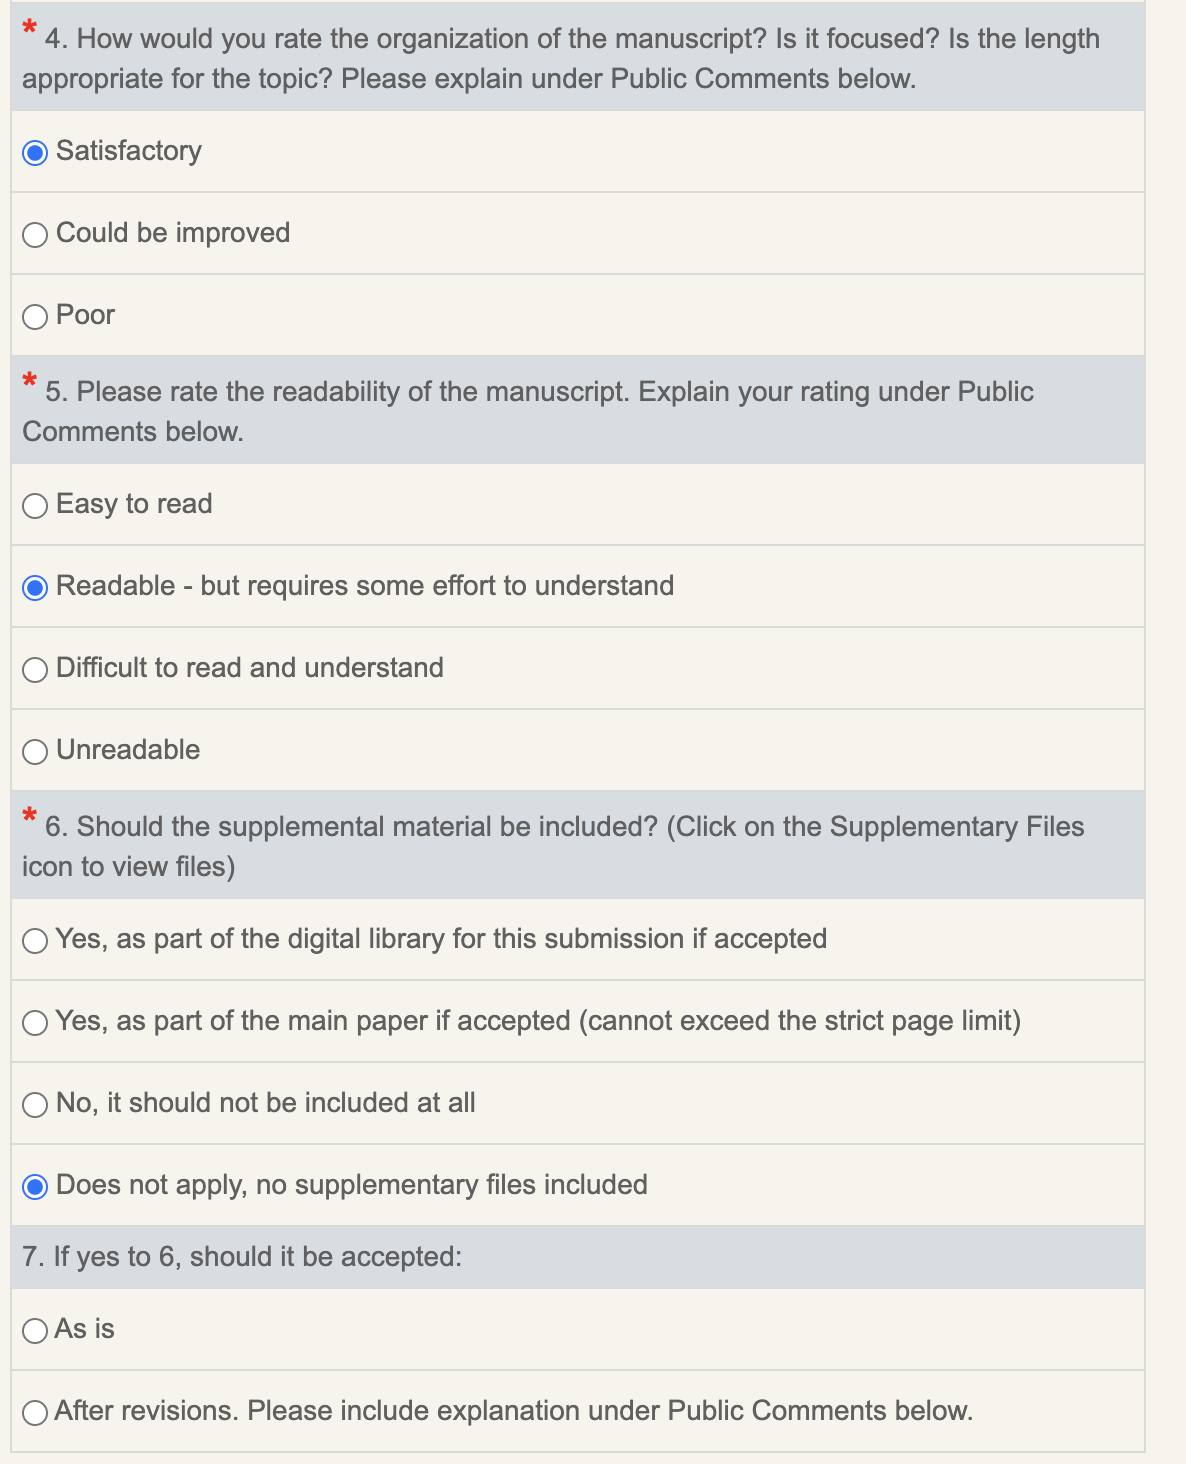 * 4. How would you rate the organization of the manuscript? Is it focused? Is the length
appropriate for the topic? Please explain under Public Comments below.
Satisfactory
Could be improved
Poor
* 5. Please rate the readability of the manuscript. Explain your rating under Public
Comments below.
Easy to read
Readable - but requires some effort to understand
Difficult to read and understand
Unreadable
* 6. Should the supplemental material be included? (Click on the Supplementary Files
icon to view files)
Yes, as part of the digital library for this submission if accepted
Yes, as part of the main paper if accepted (cannot exceed the strict page limit)
No, it should not be included at all
Does not apply, no supplementary files included
7. If yes to 6, should it be accepted:
As is
After revisions. Please include explanation under Public Comments below.